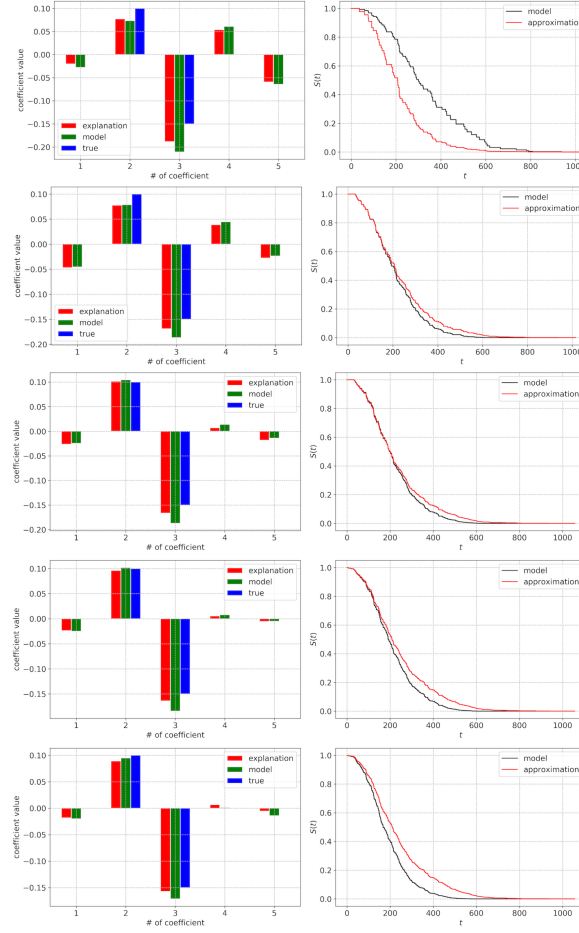 coefficient value
0.10
0.05
0.00
−0.05
−0.10
−0.15
−0.20
explanation
model
true
1 2 3 4 5
# of coefficient
S(t)
1.0
0.8
0.6
0.4
0.2
0.0
model
approximation
0 200 400 600 800 1000
t
coefficient value
0.10
0.05
0.00
−0.05
−0.10
−0.15
−0.20
explanation
model
true
1 2 3 4 5
# of coefficient
S(t)
1.0
0.8
0.6
0.4
0.2
0.0
model
approximation
0 200 400 600 800 1000
t
coefficient value
0.10
0.05
0.00
−0.05
−0.10
−0.15
−0.20
explanation
model
true
1 2 3 4 5
# of coefficient
S(t)
1.0
0.8
0.6
0.4
0.2
0.0
model
approximation
0 200 400 600 800 1000
t
coefficient value
0.10
0.05
0.00
−0.05
−0.10
−0.15
explanation
model
true
1 2 3 4 5
# of coefficient
S(t)
1.0
0.8
0.6
0.4
0.2
0.0
model
approximation
0 200 400 600 800 1000
t
coefficient value
0.10
0.05
0.00
−0.05
−0.10
−0.15
explanation
model
true
1 2 3 4 5
# of coefficient
S(t)
1.0
0.8
0.6
0.4
0.2
0.0
model
approximation
0 200 400 600 800 1000
t